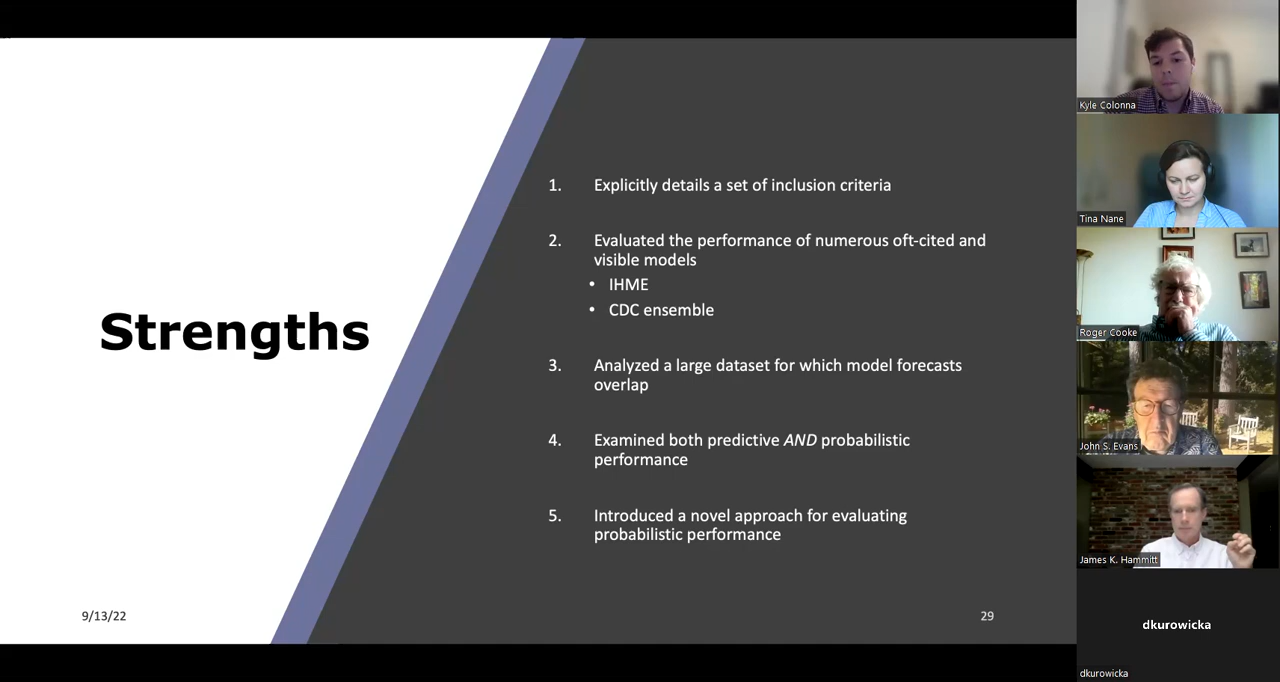 Strengths
1. Explicitly details a set of inclusion criteria
2. Evaluated the performance of numerous oft-cited and
visible models
• IHME
• CDC ensemble
3. Analyzed a large dataset for which model forecasts
overlap
4. Examined both predictive AND probabilistic
performance
5. Introduced a novel approach for evaluating
probabilistic performance
9/13/22
29
Kyle Colonna
Tina Nane
Roger Cooke
John S. Evans
James K. Hammitt
dkurowicka
dkurowicka